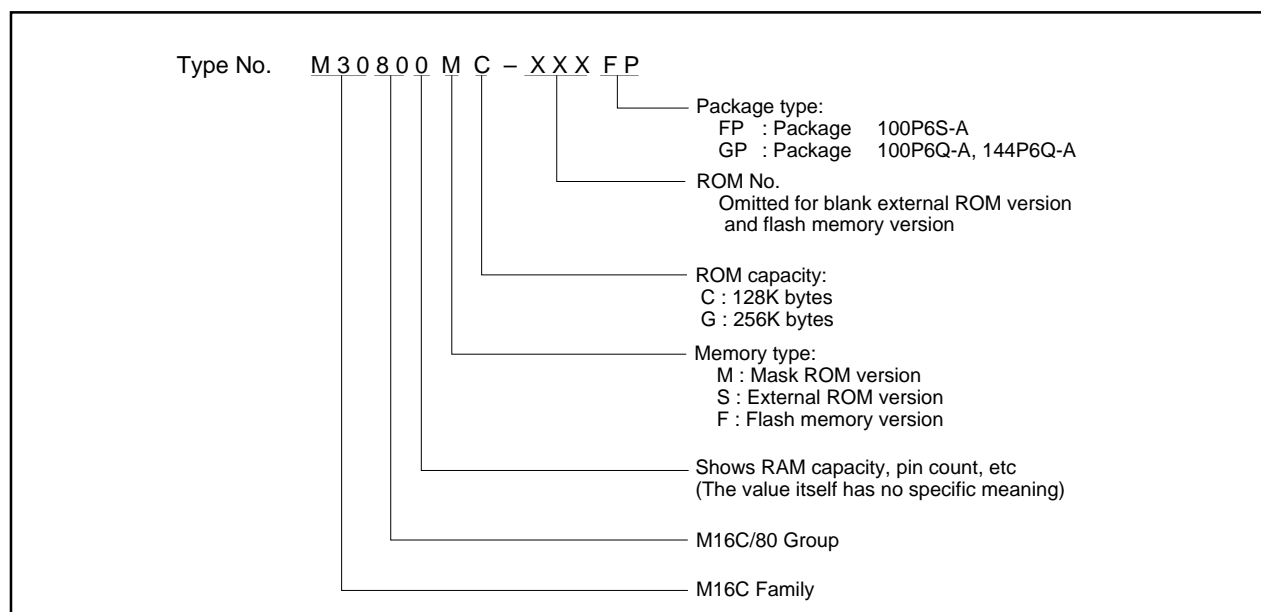 Type No. M 3 0 8 0 0 M C – X X X F P
Package type:
FP : Package 100P6S-A
GP : Package 100P6Q-A, 144P6Q-A
ROM No.
Omitted for blank external ROM version
and flash memory version
ROM capacity:
C : 128K bytes
G : 256K bytes
Memory type:
M : Mask ROM version
S : External ROM version
F : Flash memory version
Shows RAM capacity, pin count, etc
(The value itself has no specific meaning)
M16C/80 Group
M16C Family